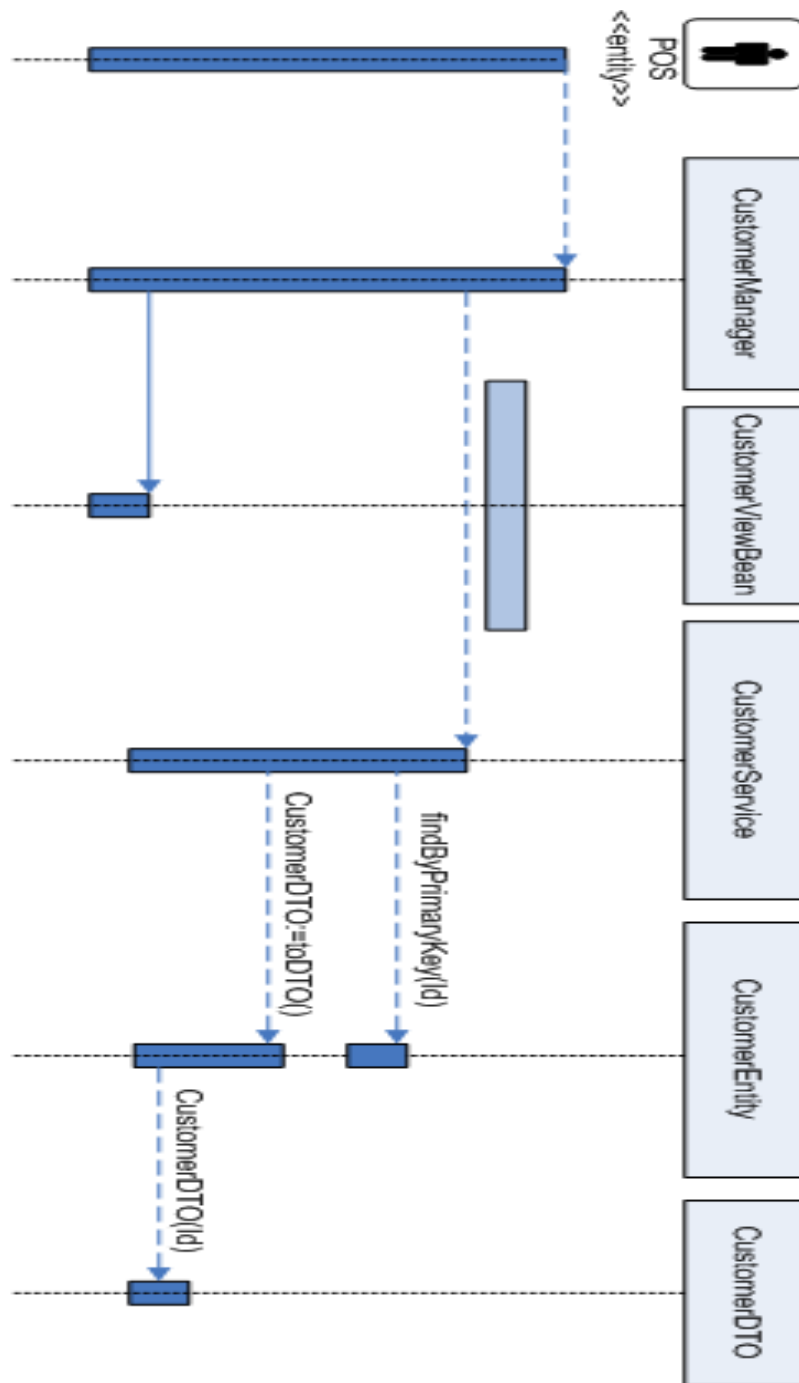 POS
<<entity>>
CustomerManager
CustomerViewBean
CustomerService
CustomerEntity
CustomerDTO
findByPrimaryKey(Id)
CustomerDTO:=toDTO()
CustomerDTO(Id)